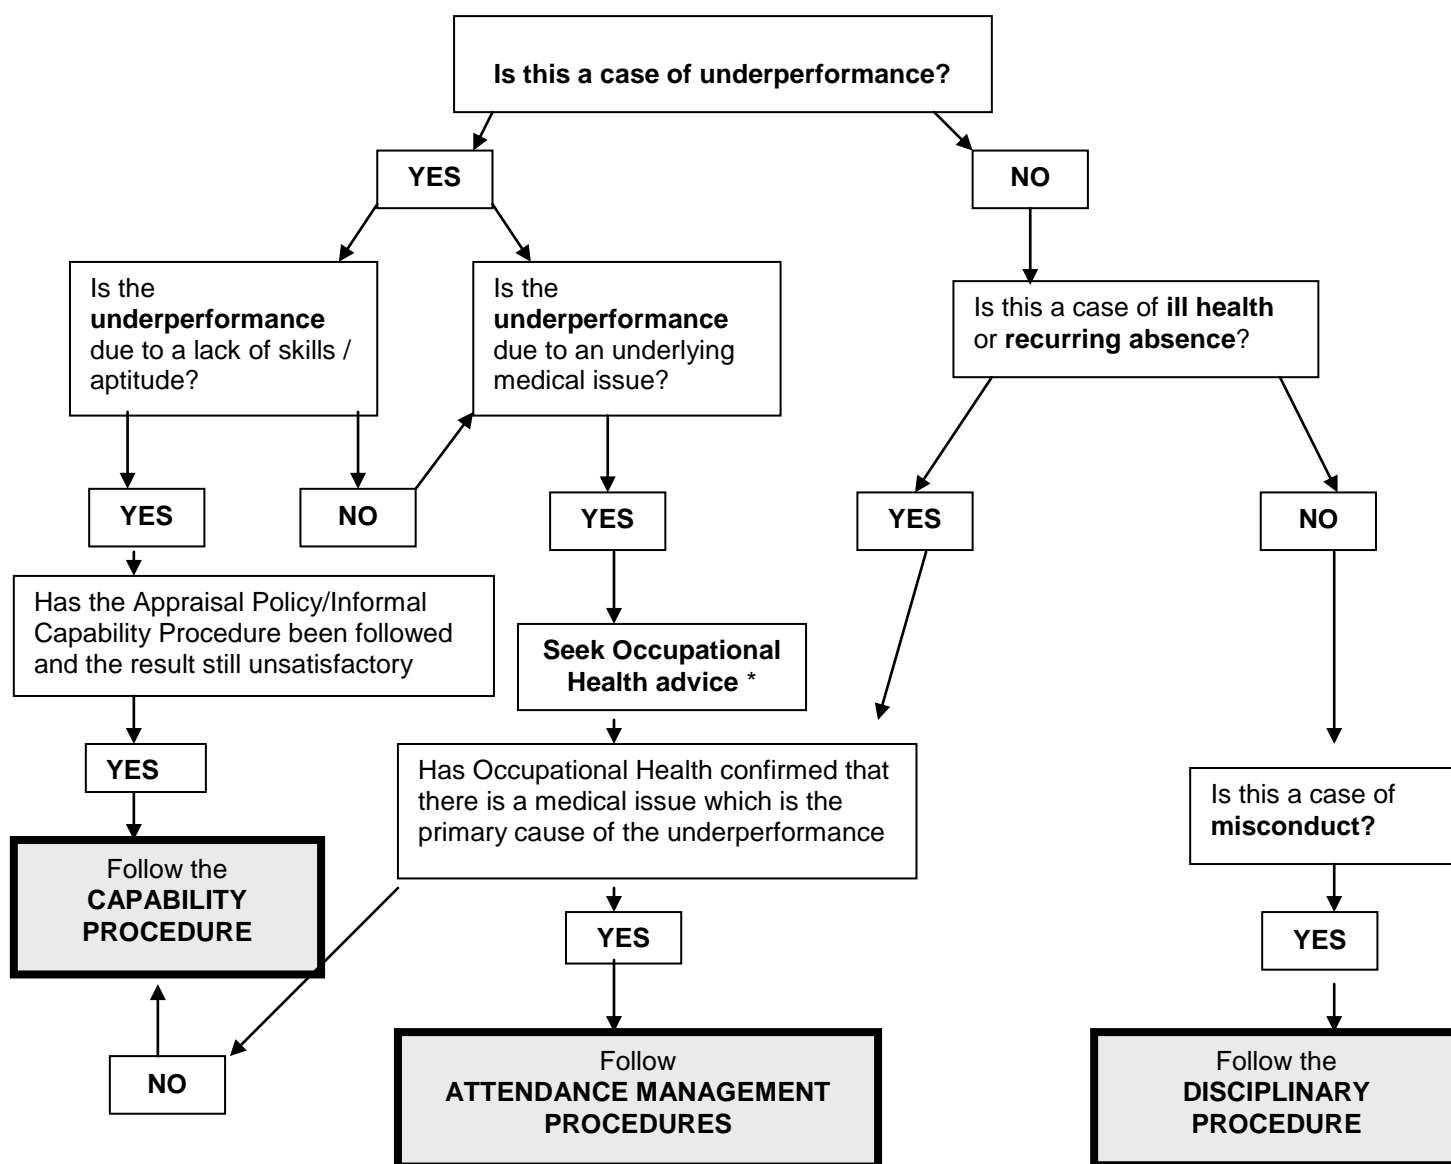 Is this a case of underperformance?
YES
NO
Is the
underperformance
due to a lack of skills /
aptitude?
Is the
underperformance
due to an underlying
medical issue?
Is this a case of ill health
or recurring absence?
YES
NO
YES
YES
NO
Has the Appraisal Policy/Informal
Capability Procedure been followed
and the result still unsatisfactory
Seek Occupational
Health advice *
YES
Has Occupational Health confirmed that
there is a medical issue which is the
primary cause of the underperformance
Is this a case of
misconduct?
Follow the
CAPABILITY
PROCEDURE
YES
YES
NO
Follow
ATTENDANCE MANAGEMENT
PROCEDURES
Follow the
DISCIPLINARY
PROCEDURE